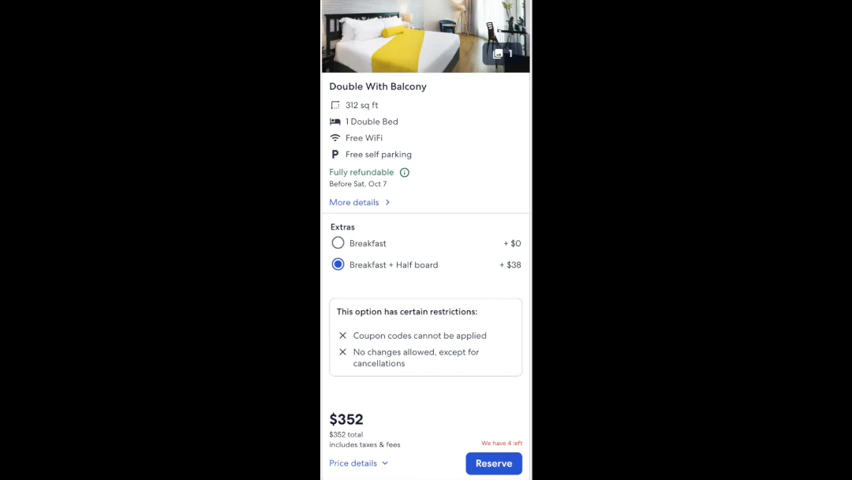 1
Double With Balcony
312 sq ft
1 Double Bed
Free WiFi
P Free self parking
Fully refundable
Before Sat, Oct 7
More details
Extras
Breakfast + $0
Breakfast + Half board + $38
This option has certain restrictions:
Coupon codes cannot be applied
No changes allowed, except for
cancellations
$352
$352 total
includes taxes & fees
We have 4 left
Price details
Reserve